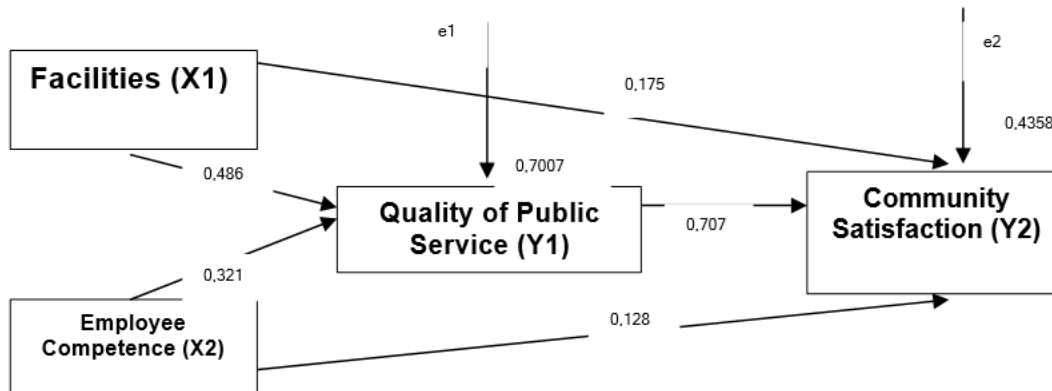 e1
e2
Facilities (X1)
0,175
0,4358
0,486
0,7007
Quality of Public
Service (Y1)
0,707
Community
Satisfaction (Y2)
0,321
Employee
Competence (X2)
0,128